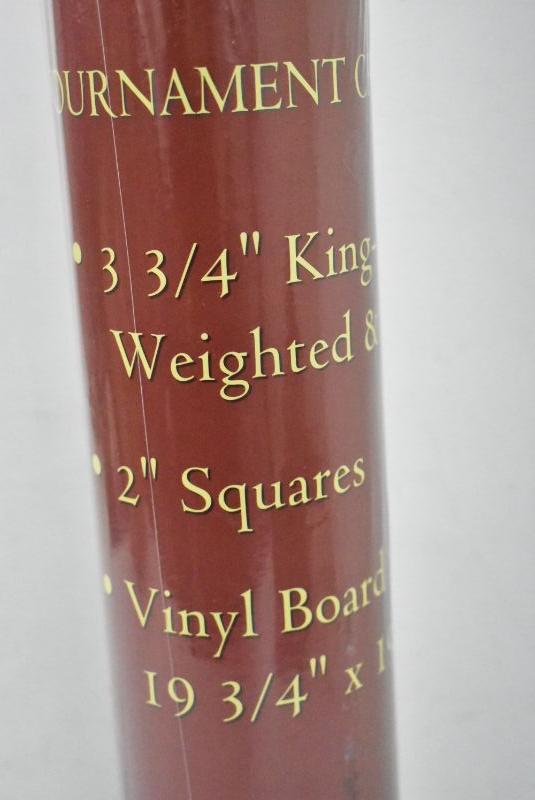 OURNAMENT C
• 3 3/4" King-
Weighted &
• 2" Squares
• Vinyl Board
19 3/4" x 1